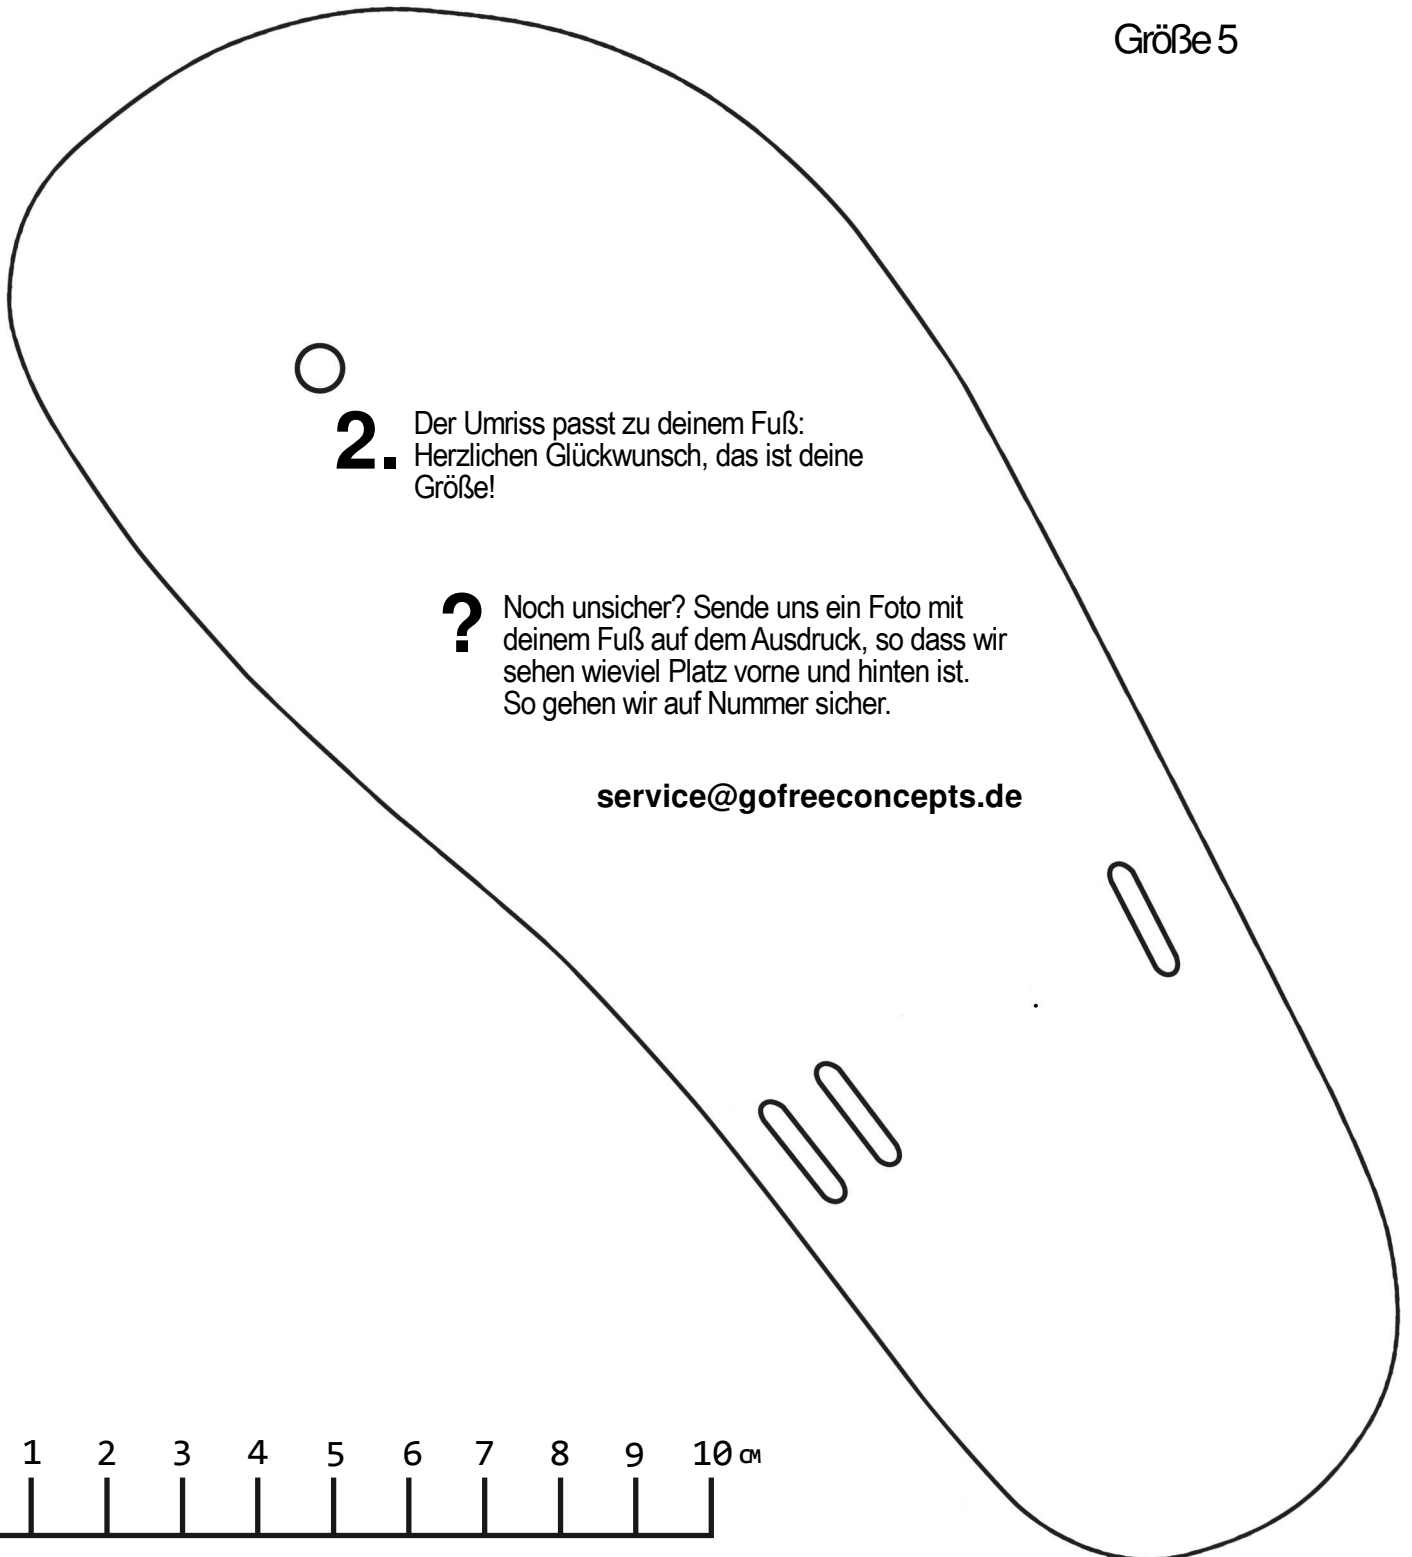 Größe 5
2. Der Umriss passt zu deinem Fuß:
Herzlichen Glückwunsch, das ist deine
Größe!
? Noch unsicher? Sende uns ein Foto mit
deinem Fuß auf dem Ausdruck, so dass wir
sehen wieviel Platz vorne und hinten ist.
So gehen wir auf Nummer sicher.
service@gofreeconcepts.de
1 2 3 4 5 6 7 8 9 10 CM